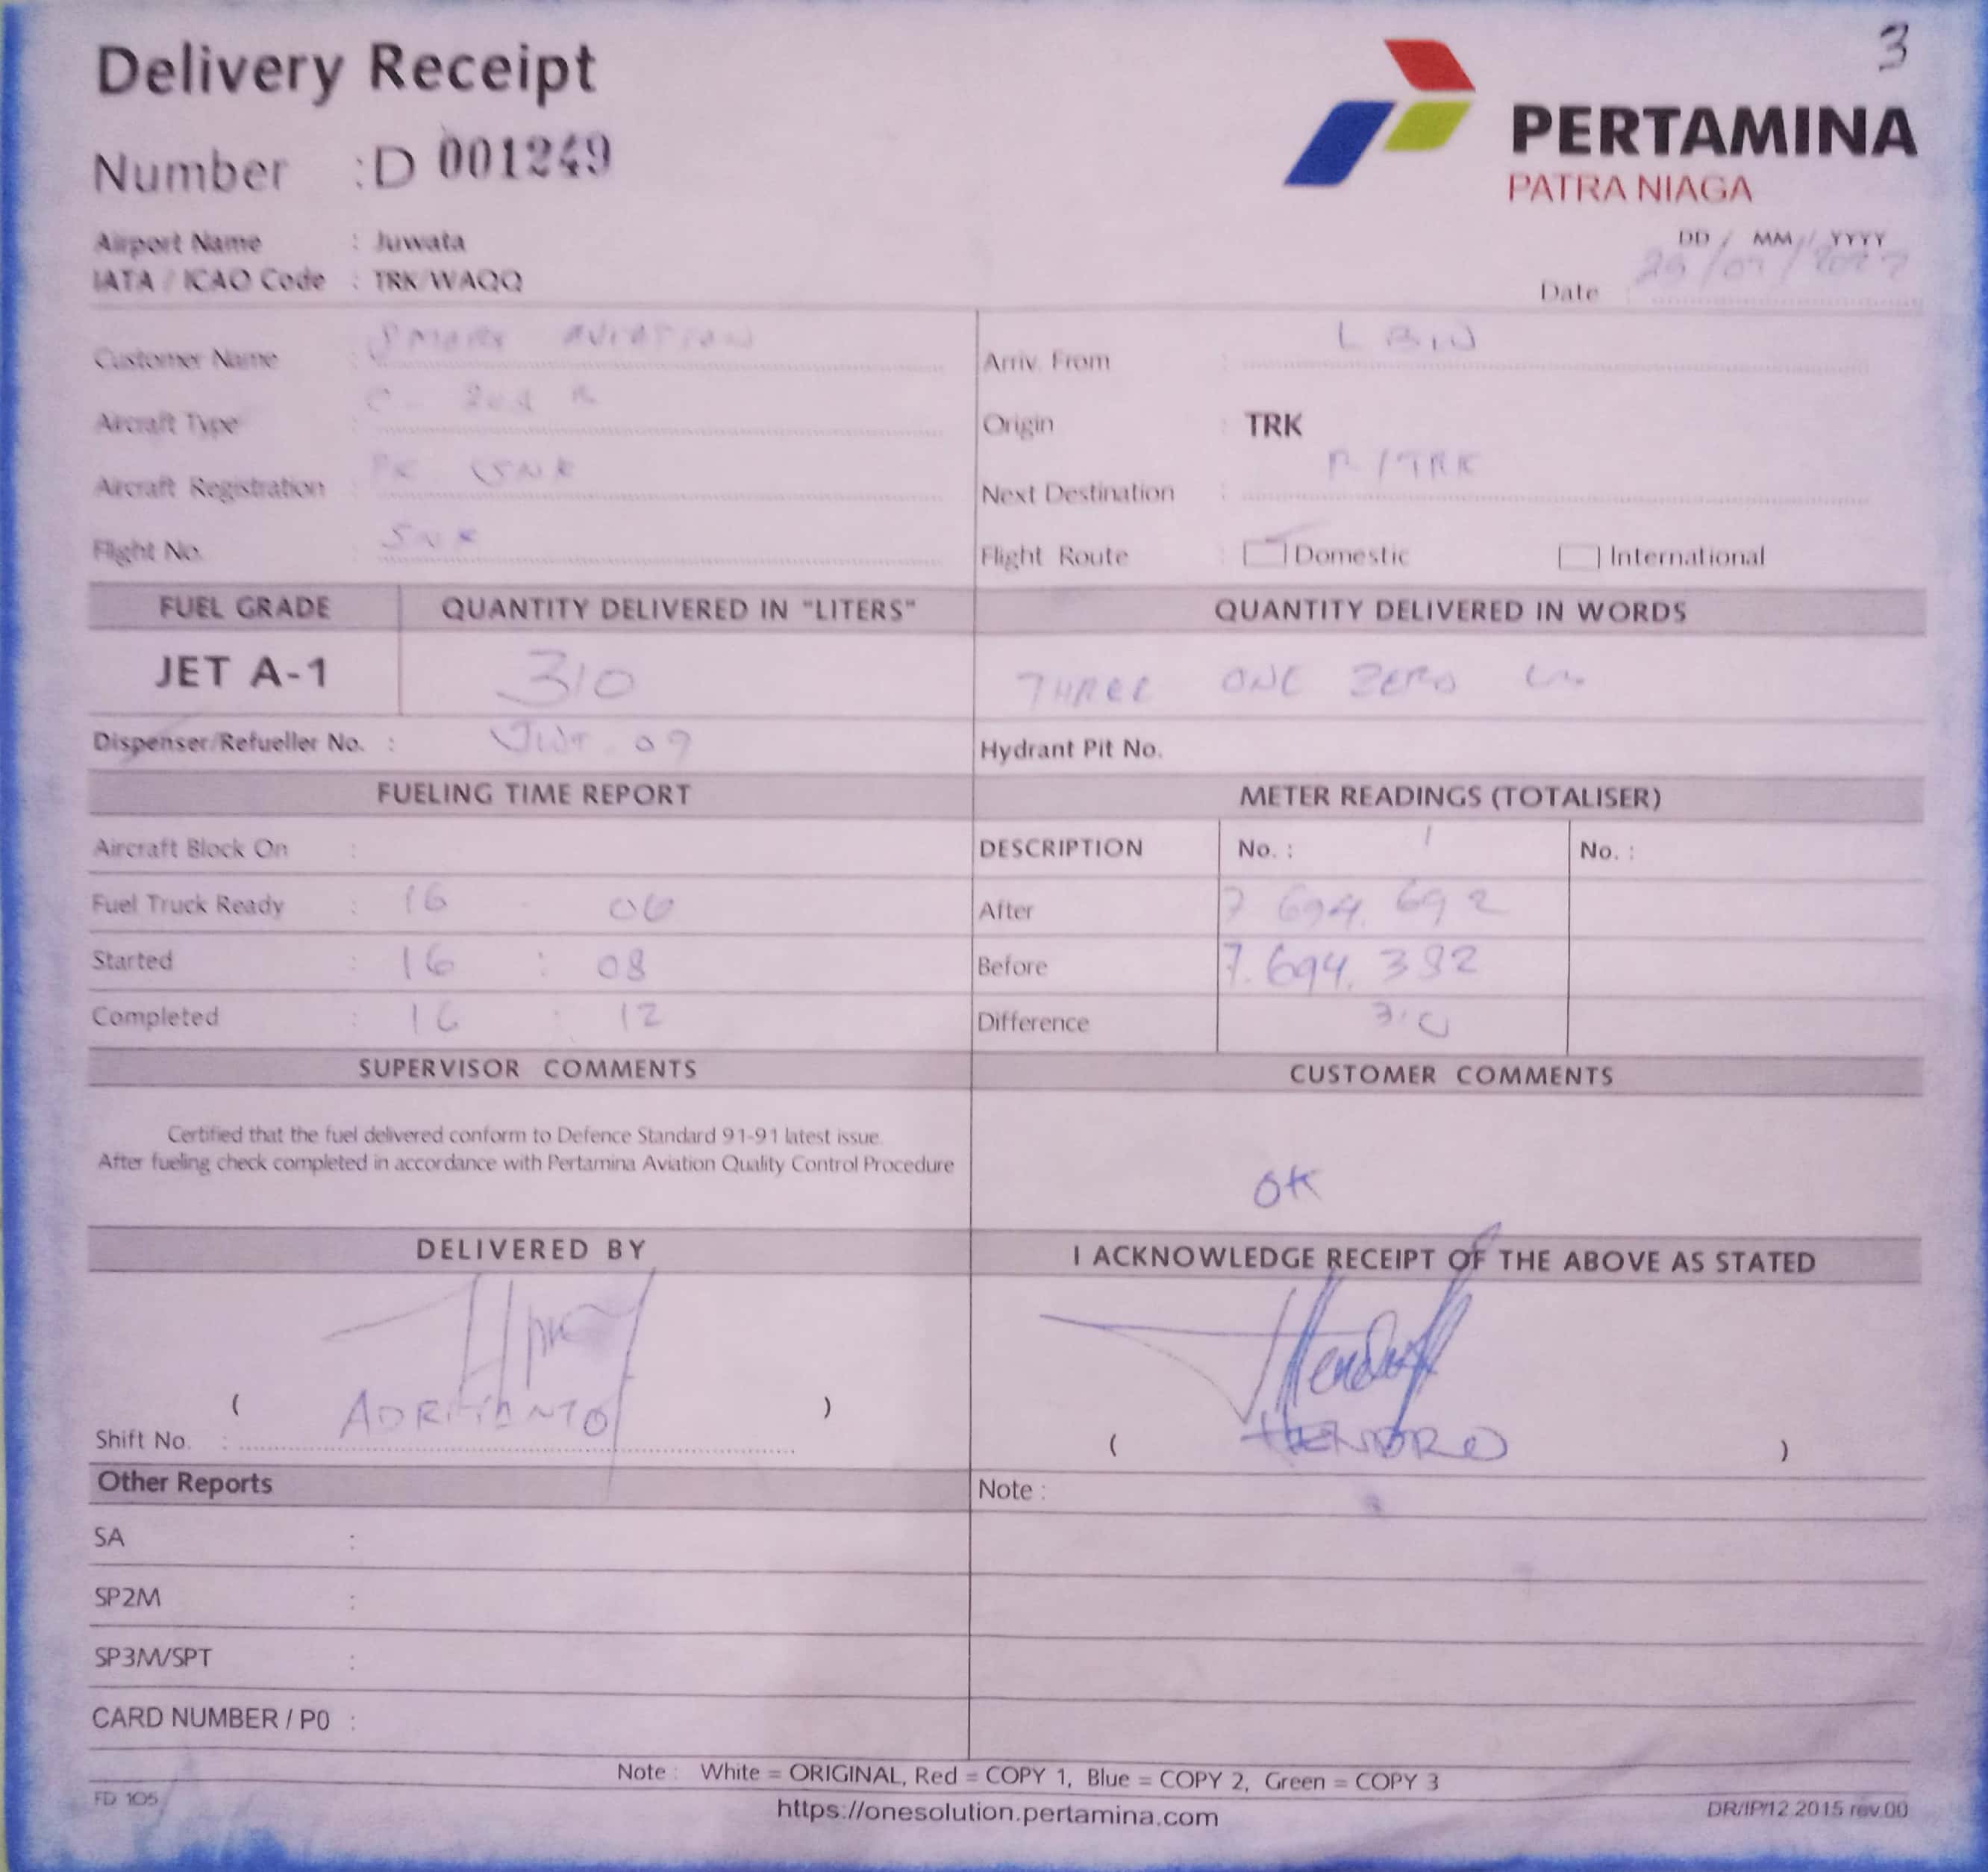 3
Delivery Receipt
Number : D 001249
PERTAMINA
PATRA NIAGA
Airport Name : Juwata
IATA / ICAO Code : TRK/WAQQ
DD / MM / YYYY
Date
Customer Name : SMART AVIATION
Arriv. From : LBIN
Aircraft Type :
Origin : TRK
Aircraft Registration : PK SNK
Next Destination : /TRK
Flight No. : SNK
Flight Route : Domestic International
FUEL GRADE QUANTITY DELIVERED IN "LITERS" QUANTITY DELIVERED IN WORDS
JET A-1 310 THREE ONE ZERO
Dispenser/Refueller No. : 09 Hydrant Pit No.
FUELING TIME REPORT METER READINGS (TOTALISER)
Aircraft Block On : DESCRIPTION No. : 1 No. :
Fuel Truck Ready : 16 06 After 7 694.692
Started : 16 : 08 Before 7.694.382
Completed : 16 : 12 Difference 310
SUPERVISOR COMMENTS CUSTOMER COMMENTS
Certified that the fuel delivered conform to Defence Standard 91-91 latest issue.
After fueling check completed in accordance with Pertamina Aviation Quality Control Procedure
OK
DELIVERED BY I ACKNOWLEDGE RECEIPT OF THE ABOVE AS STATED
( ADRIANTO )
Shift No. :
( HENDRO )
Other Reports Note :
SA :
SP2M :
SP3M/SPT :
CARD NUMBER / P0 :
Note : White = ORIGINAL, Red = COPY 1, Blue = COPY 2, Green = COPY 3
FD 105
https://onesolution.pertamina.com
DR/IP/12.2015 rev.00